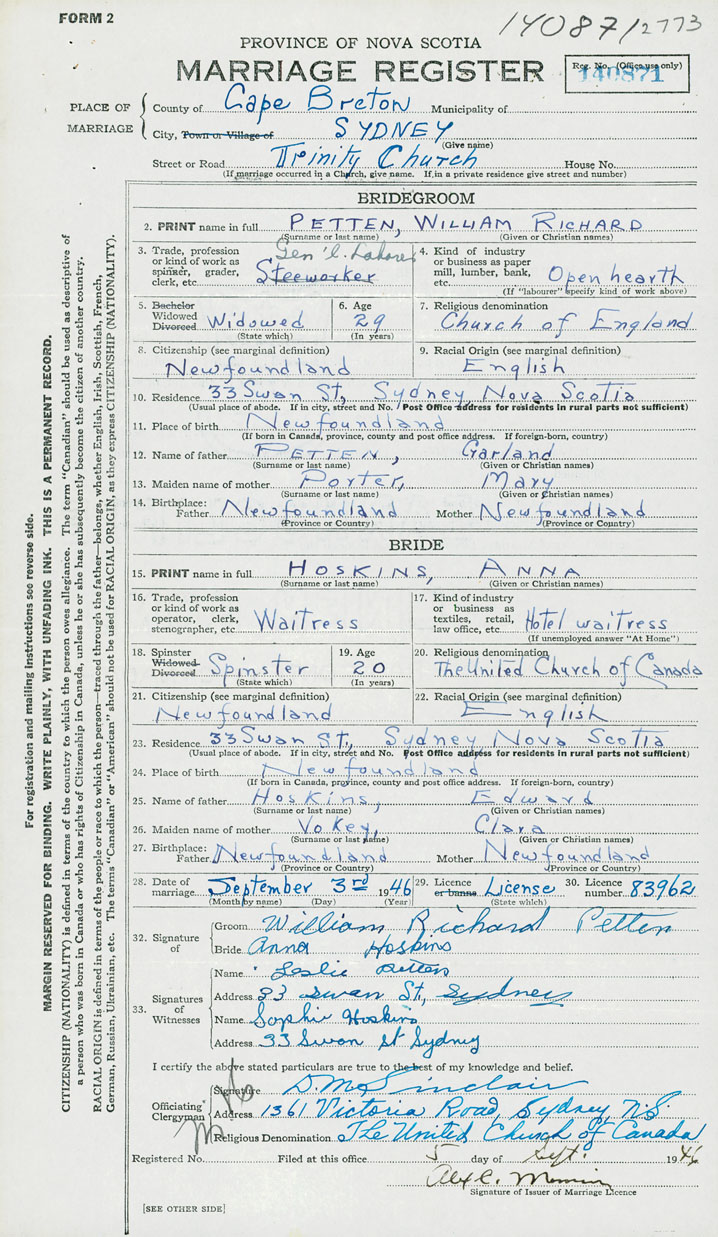 FORM 2
14087/2773
PROVINCE OF NOVA SCOTIA
MARRIAGE REGISTER
Reg. No. (Office use only)
140871
PLACE OF MARRIAGE
County of Cape Breton Municipality of
City, Town or Village of SYDNEY
(Give name)
Street or Road Trinity Church House No.
(If marriage occurred in a Church, give name. If in a private residence give street and number)
BRIDEGROOM
2. PRINT name in full PETTEN, WILLIAM RICHARD
(Surname or last name) (Given or Christian names)
3. Trade, profession or kind of work as spinner, grader, clerk, etc. Gen'l. Laborer Steeworker
4. Kind of industry or business as paper mill, lumber, bank, etc. Open hearth
(If "labourer" specify kind of work above)
5. Bachelor Widowed Divorced Widowed
(State which)
6. Age 29
(In years)
7. Religious denomination
Church of England
8. Citizenship (see marginal definition)
Newfoundland
9. Racial Origin (see marginal definition)
English
10. Residence 33 Swan St., Sydney, Nova Scotia
(Usual place of abode. If in city, street and No. Post Office address for residents in rural parts not sufficient)
11. Place of birth Newfoundland
(If born in Canada, province, county and post office address. If foreign-born, country)
12. Name of father PETTEN, Garland
(Surname or last name) (Given or Christian names)
13. Maiden name of mother Porter, Mary
(Surname or last name) (Given or Christian names)
14. Birthplace: Father Newfoundland Mother Newfoundland
(Province or Country) (Province or Country)
BRIDE
15. PRINT name in full HOSKINS, ANNA
(Surname or last name) (Given or Christian names)
16. Trade, profession or kind of work as operator, clerk, stenographer, etc. Waitress
17. Kind of industry or business as textiles, retail, law office, etc. Hotel waitress
(If unemployed answer "At Home")
18. Spinster Widowed Divorced Spinster
(State which)
19. Age 20
(In years)
20. Religious denomination
The United Church of Canada
21. Citizenship (see marginal definition)
Newfoundland
22. Racial Origin (see marginal definition)
English
23. Residence 33 Swan St., Sydney Nova Scotia
(Usual place of abode. If in city, street and No. Post Office address for residents in rural parts not sufficient)
24. Place of birth Newfoundland
(If born in Canada, province, county and post office address. If foreign-born, country)
25. Name of father Hoskins, Edward
(Surname or last name) (Given or Christian names)
26. Maiden name of mother Vokey, Clara
(Surname or last name) (Given or Christian names)
27. Birthplace: Father Newfoundland Mother Newfoundland
(Province or Country) (Province or Country)
28. Date of marriage September 3rd 1946
(Month by name) (Day) (Year)
29. Licence or banns License
(State which)
30. Licence number 839621
32. Signature of
Groom William Richard Petten
Bride Anna Hoskins
33. Signatures of Witnesses
Name Leslie Petten
Address 33 Swan St, Sydney
Name Sophie Hoskins
Address 33 Swan St Sydney
I certify the above stated particulars are true to the best of my knowledge and belief.
Officiating Clergyman
Signature D. McSinclair
Address 1361 Victoria Road, Sydney, N.S.
Religious Denomination The United Church of Canada
Registered No. Filed at this office 5 day of Sept. 1946
Alex C.
Signature of Issuer of Marriage Licence
[SEE OTHER SIDE]
For registration and mailing instructions see reverse side.
MARGIN RESERVED FOR BINDING. WRITE PLAINLY, WITH UNFADING INK. THIS IS A PERMANENT RECORD.
CITIZENSHIP (NATIONALITY) is defined in terms of the country to which the person owes allegiance. The term "Canadian" should be used as descriptive of
a person who was born in Canada or who has rights of Citizenship in Canada, unless he or she has subsequently become the citizen of another country.
RACIAL ORIGIN is defined in terms of the people or race to which the person—traced through the father—belongs, whether English, Irish, Scottish, French,
German, Russian, Ukrainian, etc. The terms "Canadian" or "American" should not be used for RACIAL ORIGIN, as they express CITIZENSHIP (NATIONALITY).